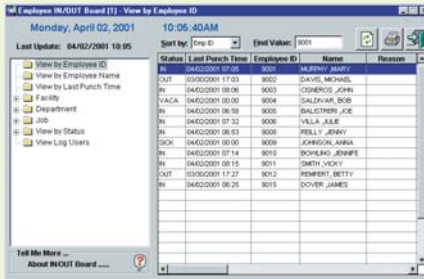 Employee IN/OUT Board (1) - View by Employee ID
Monday, April 02, 2001 10:05:40AM
Last Update: 04/02/2001 10:05
Sort by: Emp ID Find Value: 9001
View by Employee ID
View by Employee Name
View by Last Punch Time
Facility
Department
Job
View by Status
View Log Users
Tell Me More ...
About IN/OUT Board .....
Status Last Punch Time Employee ID Name Reason
IN 04/02/2001 07:05 9001 MURPHY ,MARY
OUT 03/30/2001 17:03 9002 DAVIS, MICHAEL
IN 04/02/2001 08:06 9003 CISNEROS ,JOHN
VACA 04/02/2001 00:00 9004 SALDIVAR, BOB
IN 04/02/2001 06:58 9005 BALISTRERI ,JOE
IN 04/02/2001 07:32 9006 VILLA ,JULIE
IN 04/02/2001 06:53 9008 REILLY ,JENNY
SICK 04/02/2001 00:00 9009 JOHNSON, ANNA
IN 04/02/2001 07:14 9010 BOWLING ,JENNIFE
IN 04/02/2001 08:15 9011 SMITH ,VICKY
OUT 03/30/2001 17:27 9012 REMPERT, BETTY
IN 04/02/2001 06:25 9015 DOVER ,JAMES